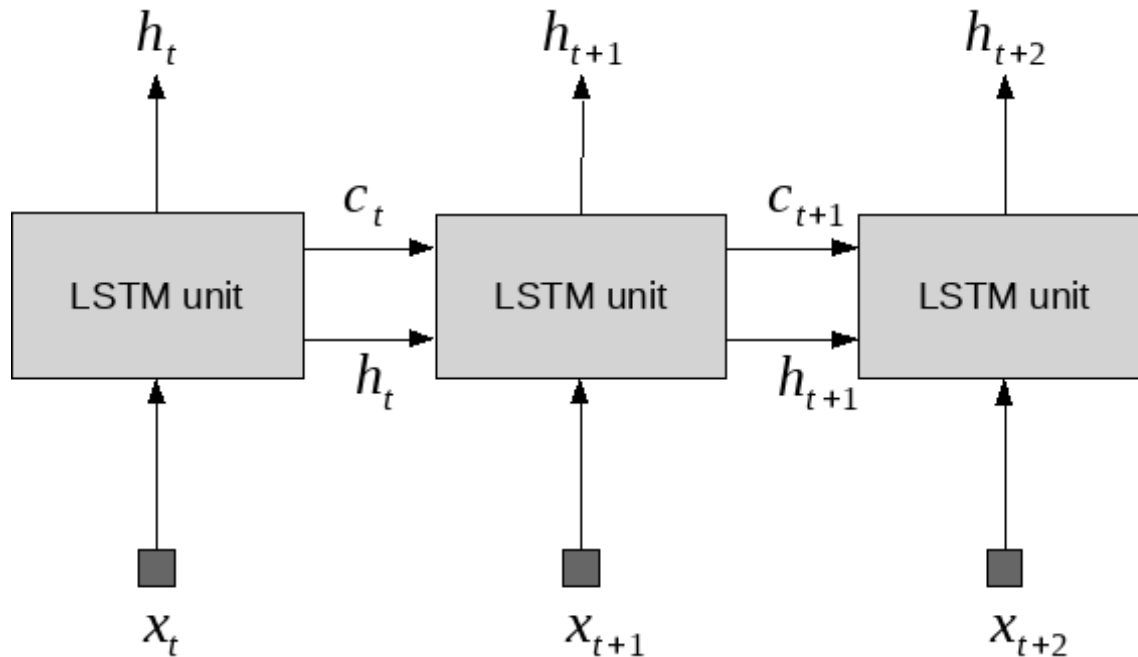 h_t h_{t+1} h_{t+2}
c_t c_{t+1}
LSTM unit LSTM unit LSTM unit
h_t h_{t+1}
x_t x_{t+1} x_{t+2}